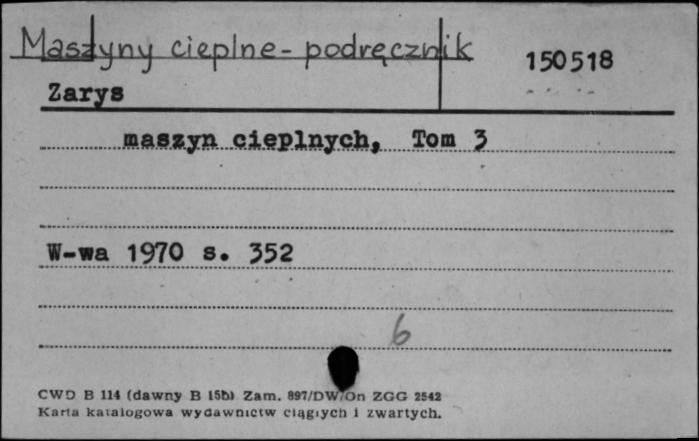 Maszyny cieplne - podręcznik
150518
Zarys
maszyn cieplnych, Tom 3
W-wa 1970 s. 352
6
CWD B 114 (dawny B 15b) Zam. 897/DW/On ZGG 2542
Karta katalogowa wydawnictw ciągłych i zwartych.